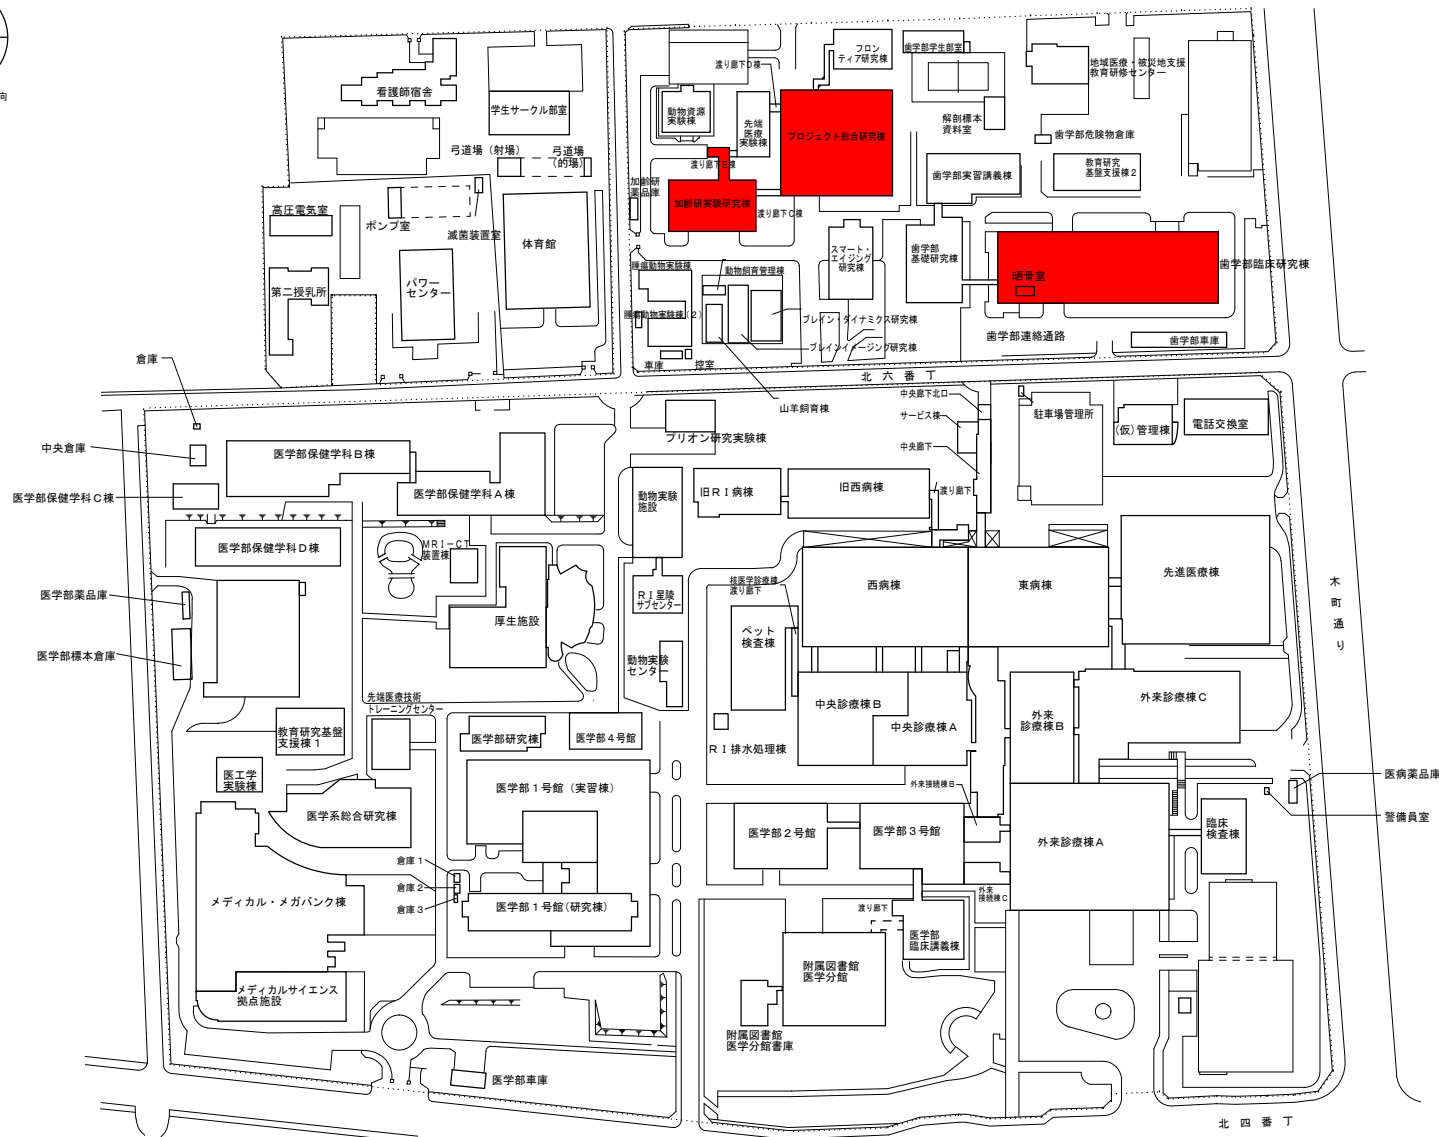 向
看護師宿舎
学生サークル部室
弓道場(射場)
弓道場
(的場)
高圧電気室
ポンプ室
滅菌装置室
体育館
パワー
センター
第二授乳所
フロン
ティア研究棟
渡り廊下D棟
動物資源
実験棟
先端
医療
実験棟
プロジェクト総合研究棟
加齢研
薬品庫
加齢研実験研究棟
渡り廊下C棟
歯学部学生部室
解剖標本
資料室
地域医療・被災地支援
教育研修センター
歯学部危険物倉庫
教育研究
基盤支援棟2
歯学部実習講義棟
スマート・
エイジング
研究棟
歯学部
基礎研究棟
晒骨室
歯学部臨床研究棟
歯学部連絡通路
歯学部車庫
腫瘍動物実験棟
腫瘍動物実験棟(2)
動物飼育管理棟
ブレイン・ダイナミクス研究棟
ブレインイメージング研究棟
車庫
控室
山羊飼育棟
北六番丁
倉庫
中央倉庫
医学部保健学科C棟
医学部保健学科B棟
医学部保健学科A棟
医学部保健学科D棟
プリオン研究実験棟
中央廊下北口
サービス棟
中央廊下
駐車場管理所
(仮)管理棟
電話交換室
動物実験
施設
旧RI病棟
旧西病棟
渡り廊下
MRI-CT
装置棟
医学部薬品庫
医学部標本倉庫
厚生施設
RI星陵
サブセンター
動物実験
センター
核医学診療棟
渡り廊下
ペット
検査棟
西病棟
東病棟
先進医療棟
木町通り
先端医療技術
トレーニングセンター
教育研究基盤
支援棟1
医学部研究棟
医学部4号館
RI排水処理棟
中央診療棟B
中央診療棟A
外来
診療棟B
外来診療棟C
医工学
実験棟
医学系総合研究棟
医学部1号館(実習棟)
外来接続棟B
医病薬品庫
警備員室
医学部2号館
医学部3号館
外来診療棟A
臨床
検査棟
倉庫1
倉庫2
倉庫3
メディカル・メガバンク棟
医学部1号館(研究棟)
外来
接続棟C
渡り廊下
医学部
臨床講義棟
メディカルサイエンス
拠点施設
附属図書館
医学分館
附属図書館
医学分館書庫
医学部車庫
北四番丁